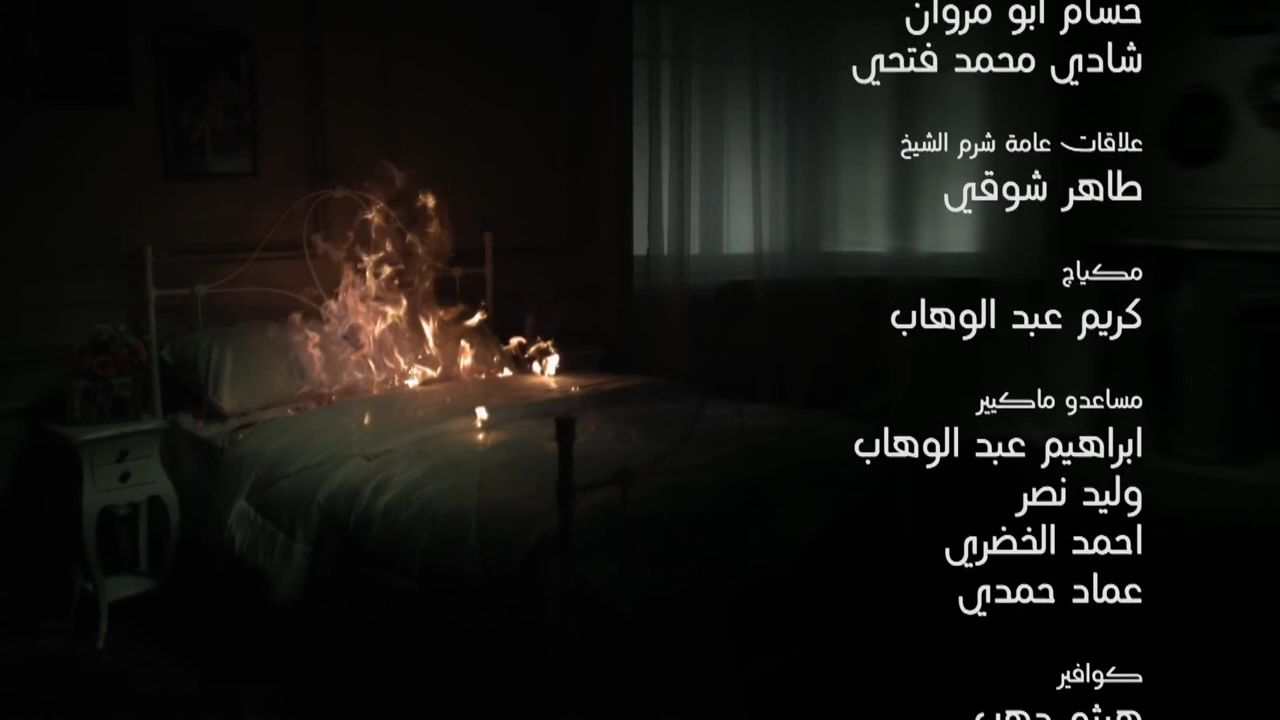 حسام ابو مروان
شادي محمد فتحي
علاقات عامة شرم الشيخ
طاهر شوقي
مكياج
كريم عبد الوهاب
مساعدو ماكيير
ابراهيم عبد الوهاب
وليد نصر
احمد الخضري
عماد حمدي
كوافير